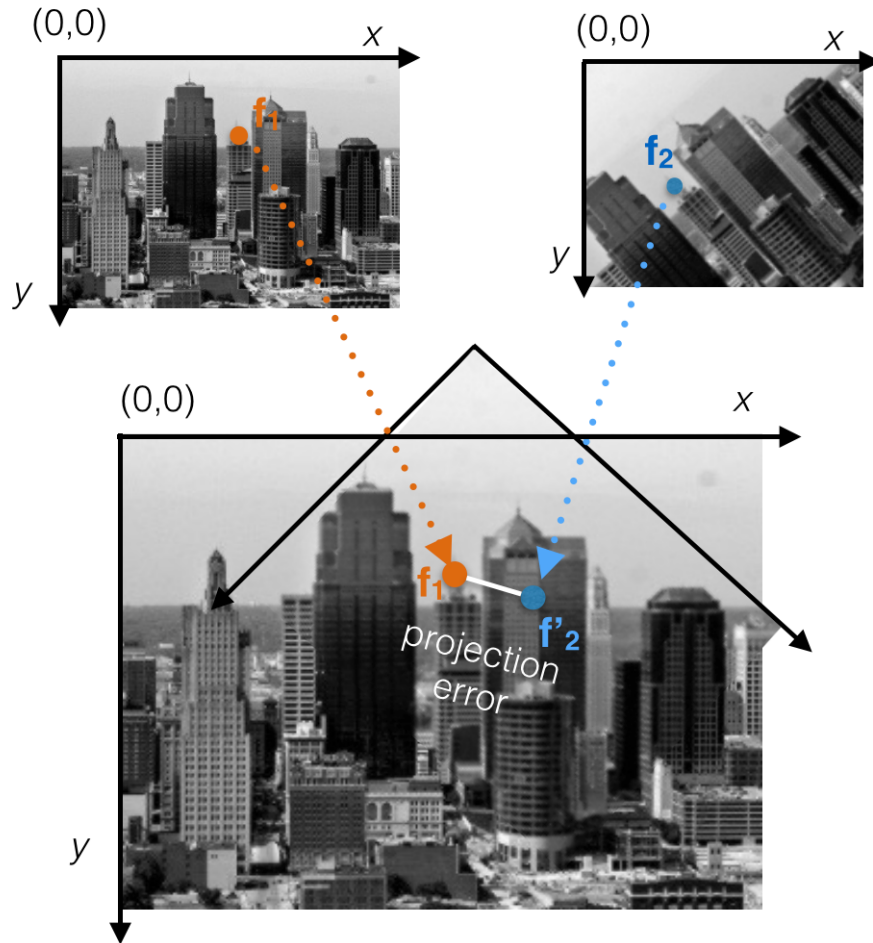 (0,0)
x
f₁
y
(0,0)
x
f₂
y
(0,0)
x
f₁
f'₂
projection
error
y